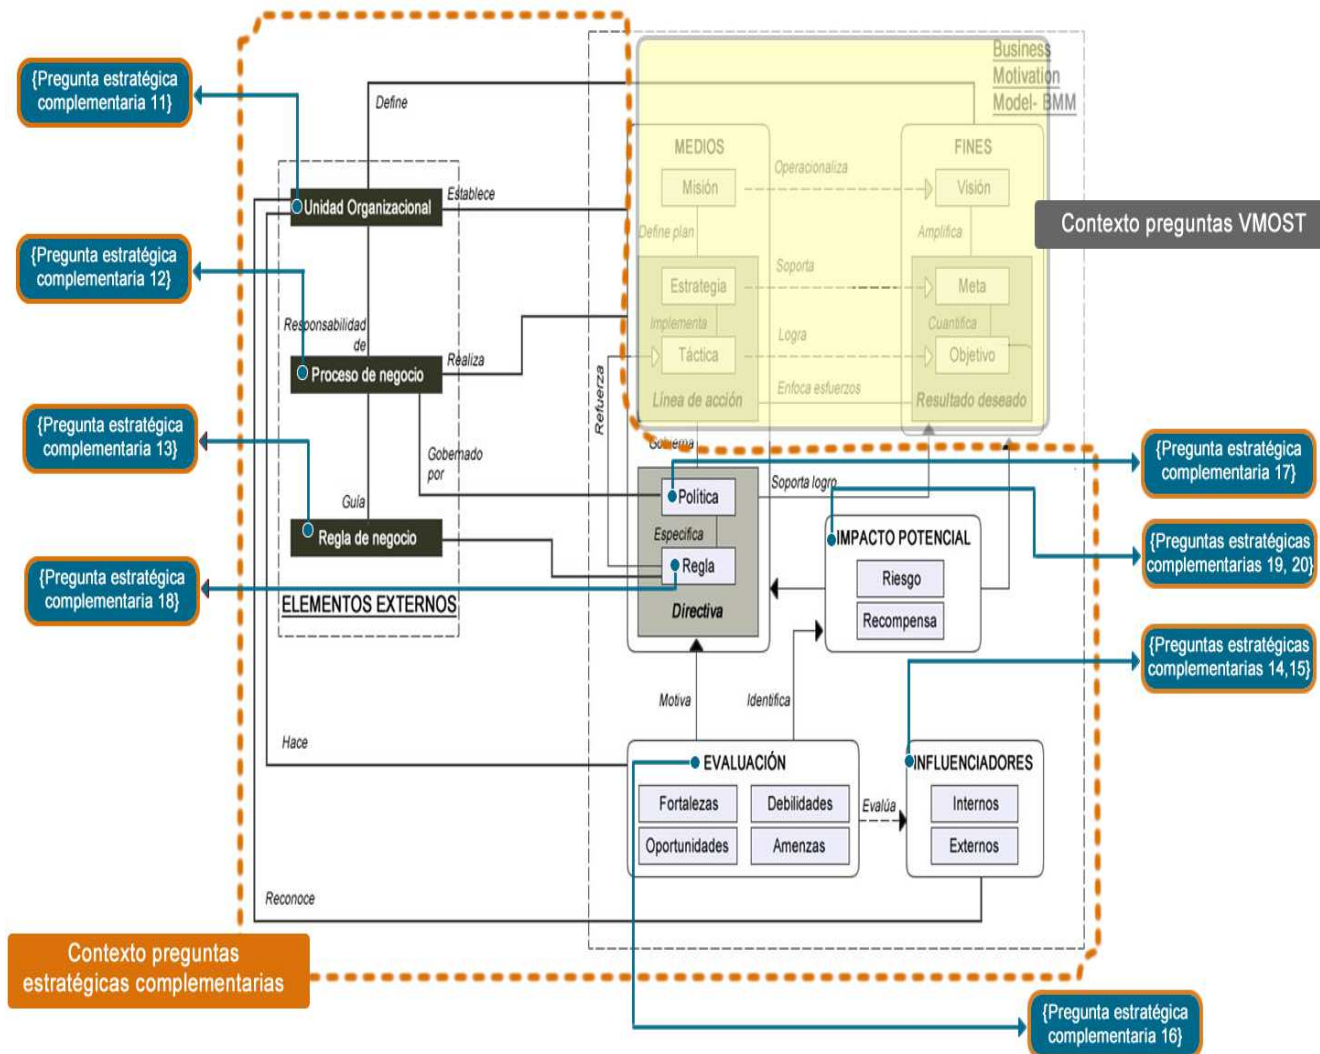 Business
Motivation
Model- BMM
{Pregunta estratégica
complementaria 11}
Define
MEDIOS
FINES
Misión
Operacionaliza
Visión
Establece
Unidad Organizacional
Contexto preguntas VMOST
Define plan
Amplifica
{Pregunta estratégica
complementaria 12}
Estrategia
Soporta
Meta
Implementa
Cuantifica
Responsabilidad
de
Logra
Táctica
Objetivo
Realiza
Proceso de negocio
Enfoca esfuerzos
Línea de acción
Resultado deseado
Refuerza
{Pregunta estratégica
complementaria 13}
Gobierna
Gobernado
por
{Pregunta estratégica
complementaria 17}
Soporta logro
Política
Guía
Especifica
Regla de negocio
IMPACTO POTENCIAL
{Preguntas estratégicas
complementarias 19, 20}
Regla
Riesgo
{Pregunta estratégica
complementaria 18}
ELEMENTOS EXTERNOS
Directiva
Recompensa
{Preguntas estratégicas
complementarias 14,15}
Motiva
Identifica
Hace
EVALUACIÓN
INFLUENCIADORES
Fortalezas
Debilidades
Evalúa
Internos
Oportunidades
Amenzas
Externos
Reconoce
Contexto preguntas
estratégicas complementarias
{Pregunta estratégica
complementaria 16}